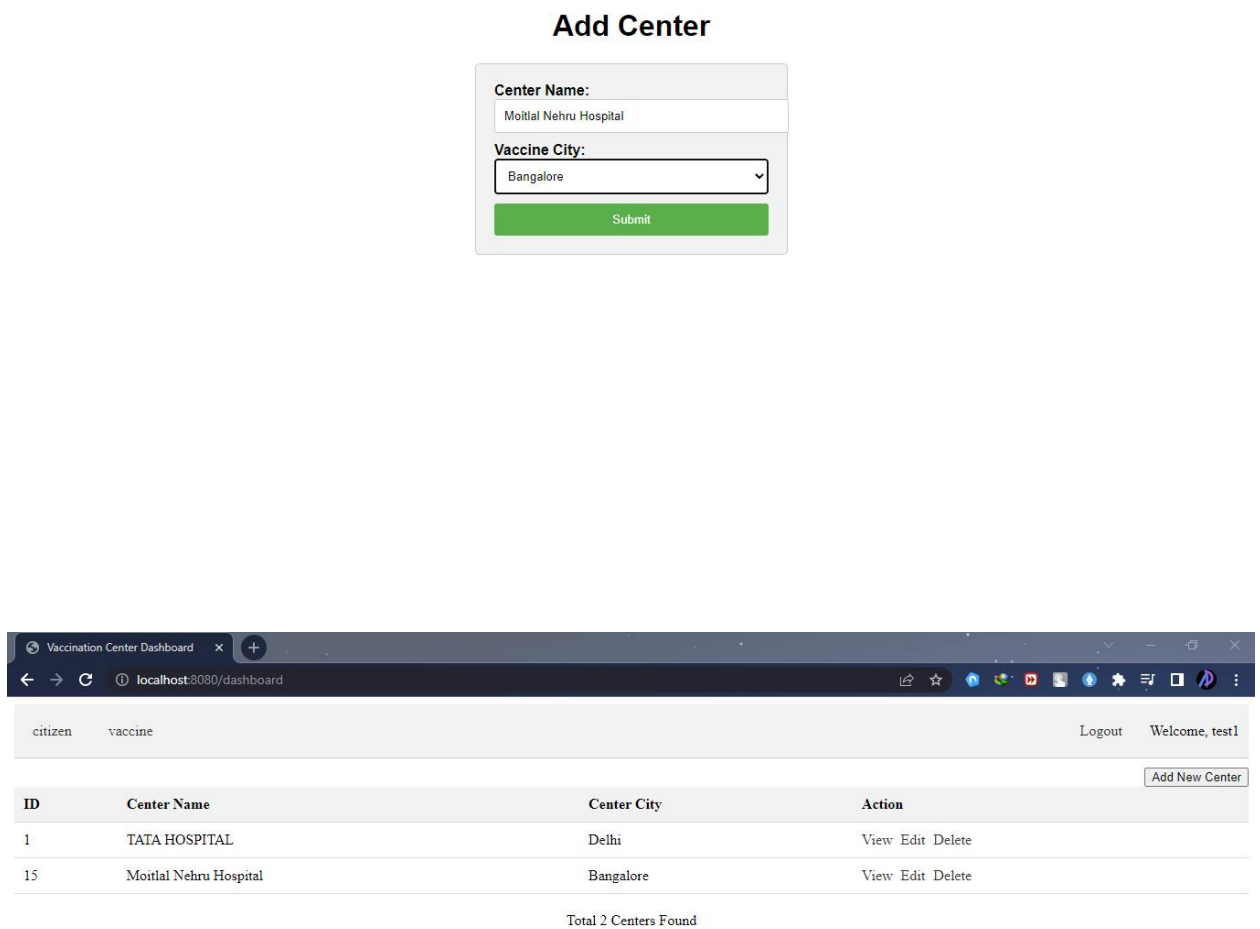 Add Center
Center Name:
Moitlal Nehru Hospital
Vaccine City:
Bangalore
Submit
Vaccination Center Dashboard
localhost:8080/dashboard
citizen vaccine Logout Welcome, test1
Add New Center
ID Center Name Center City Action
1 TATA HOSPITAL Delhi View Edit Delete
15 Moitlal Nehru Hospital Bangalore View Edit Delete
Total 2 Centers Found